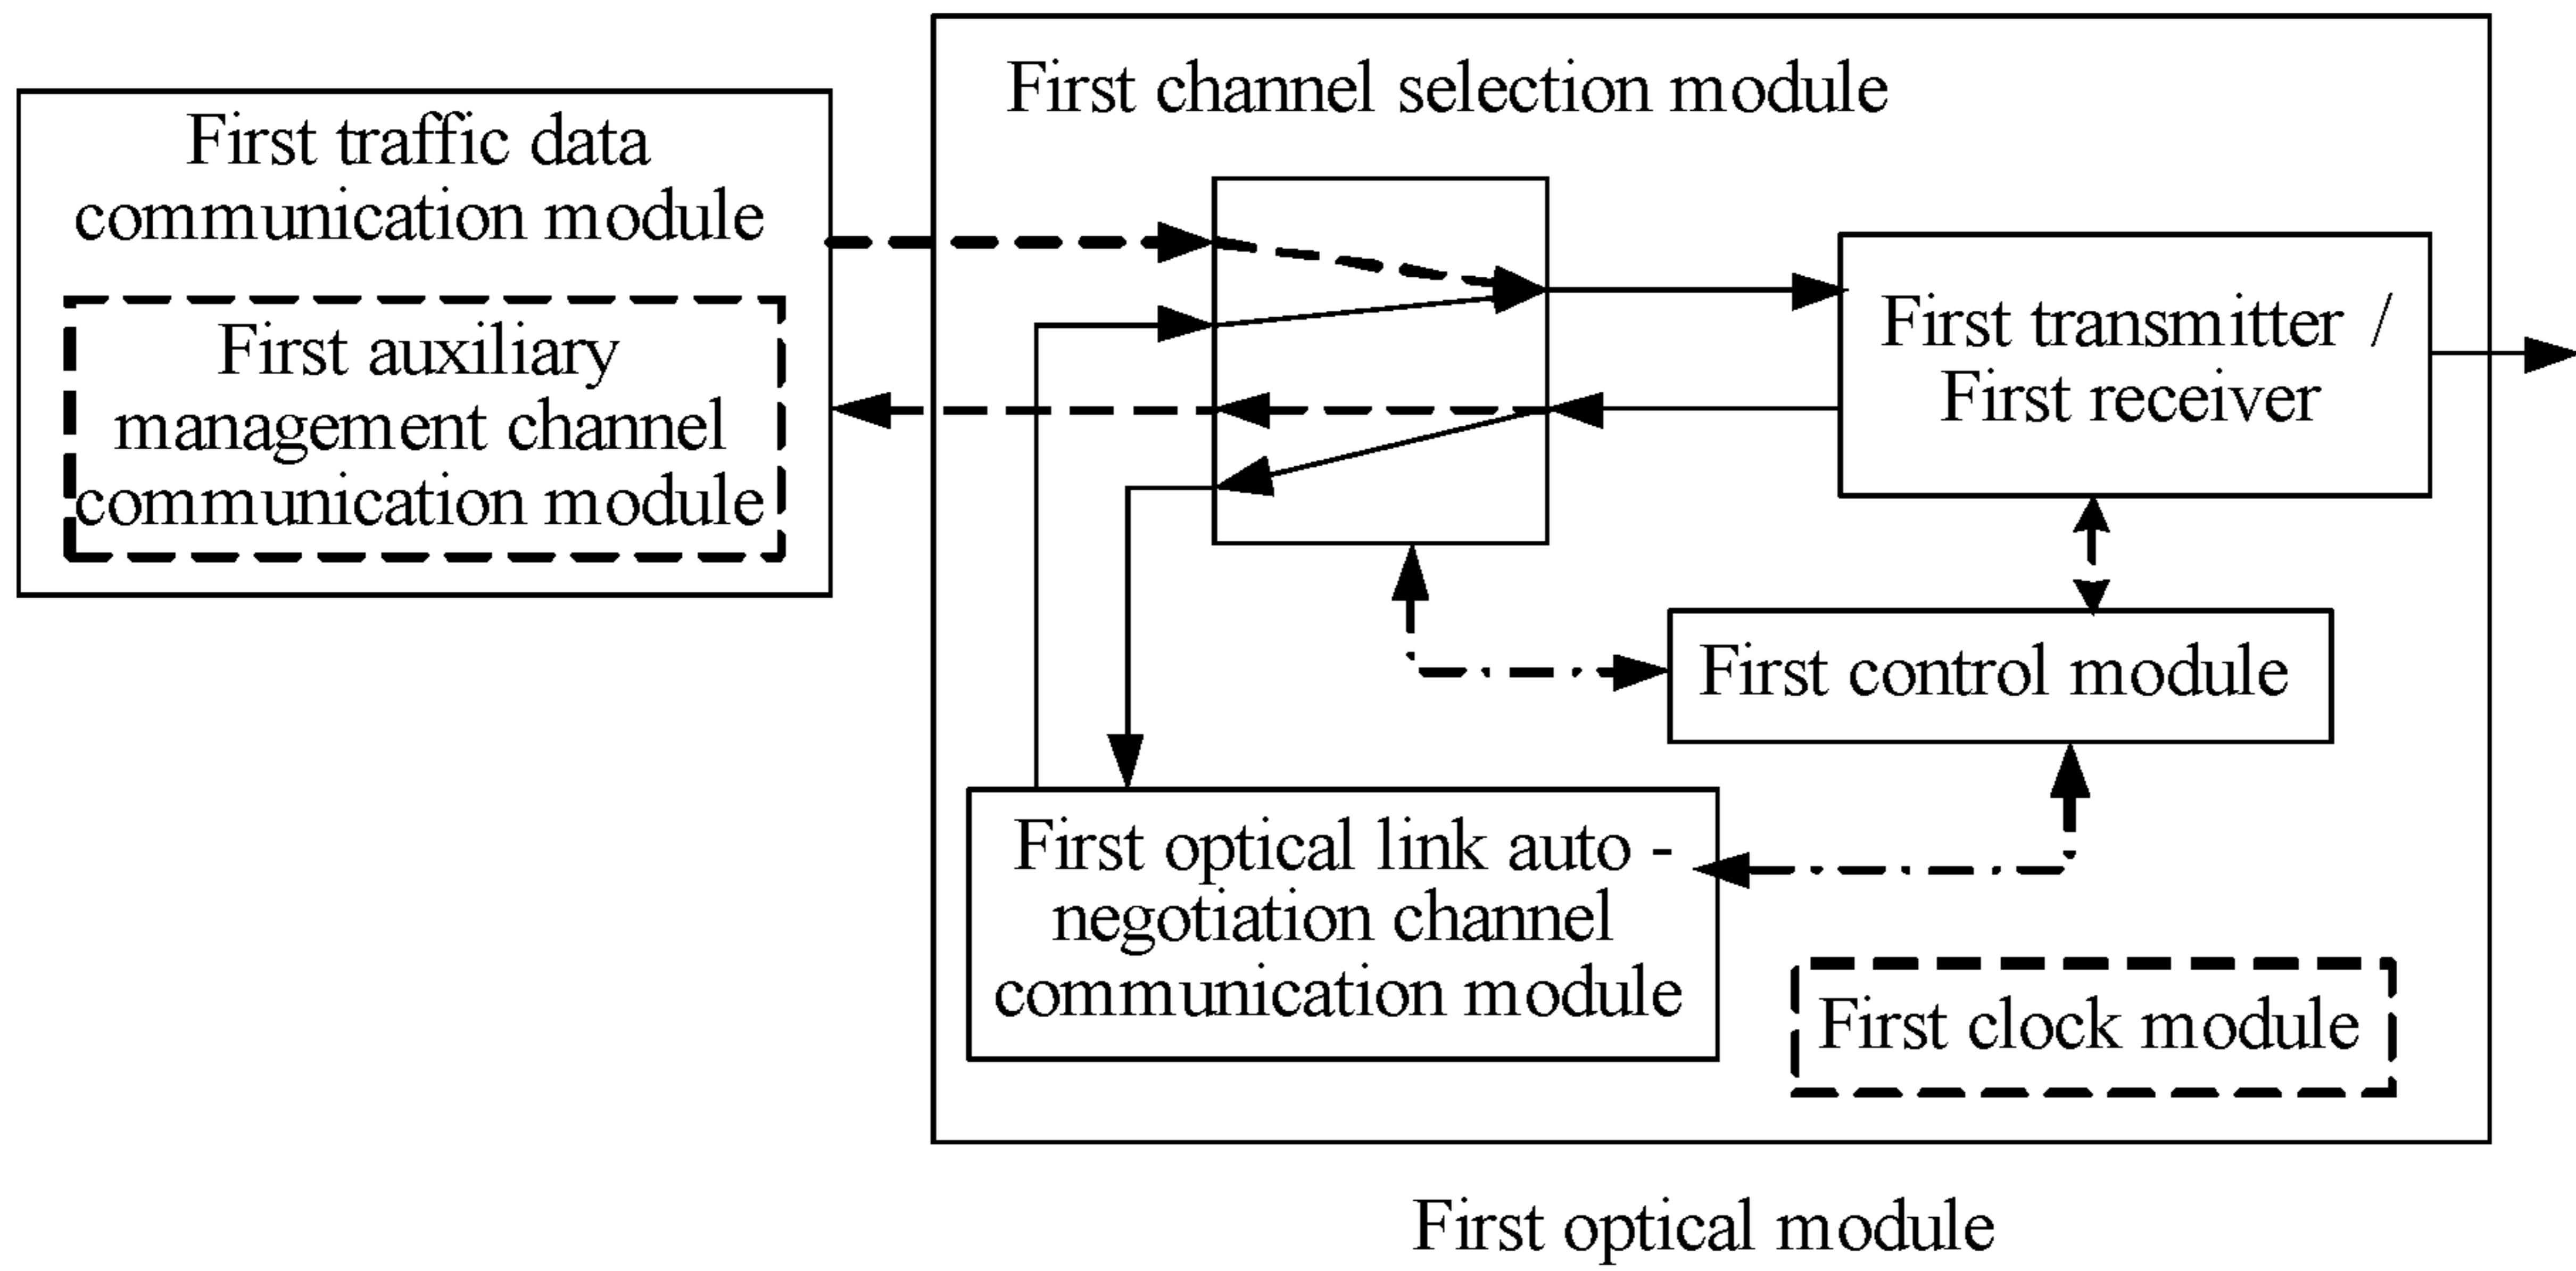 First channel selection module
First traffic data
communication module
First auxiliary
management channel
communication module
First transmitter /
First receiver
First control module
First optical link auto -
negotiation channel
communication module
First clock module
First optical module